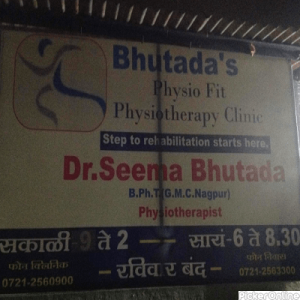 Bhutada's
Physio Fit
Physiotherapy Clinic
Step to rehabilitation starts here.
Dr.Seema Bhutada
B.Ph.T(G.M.C.Nagpur)
Physiotherapist
सकाळी-9 ते 2 — सायं-6 ते 8.30
फोन क्लिनिक — रविवार बंद — फोन निवास
0721-2560900 0721-2563300